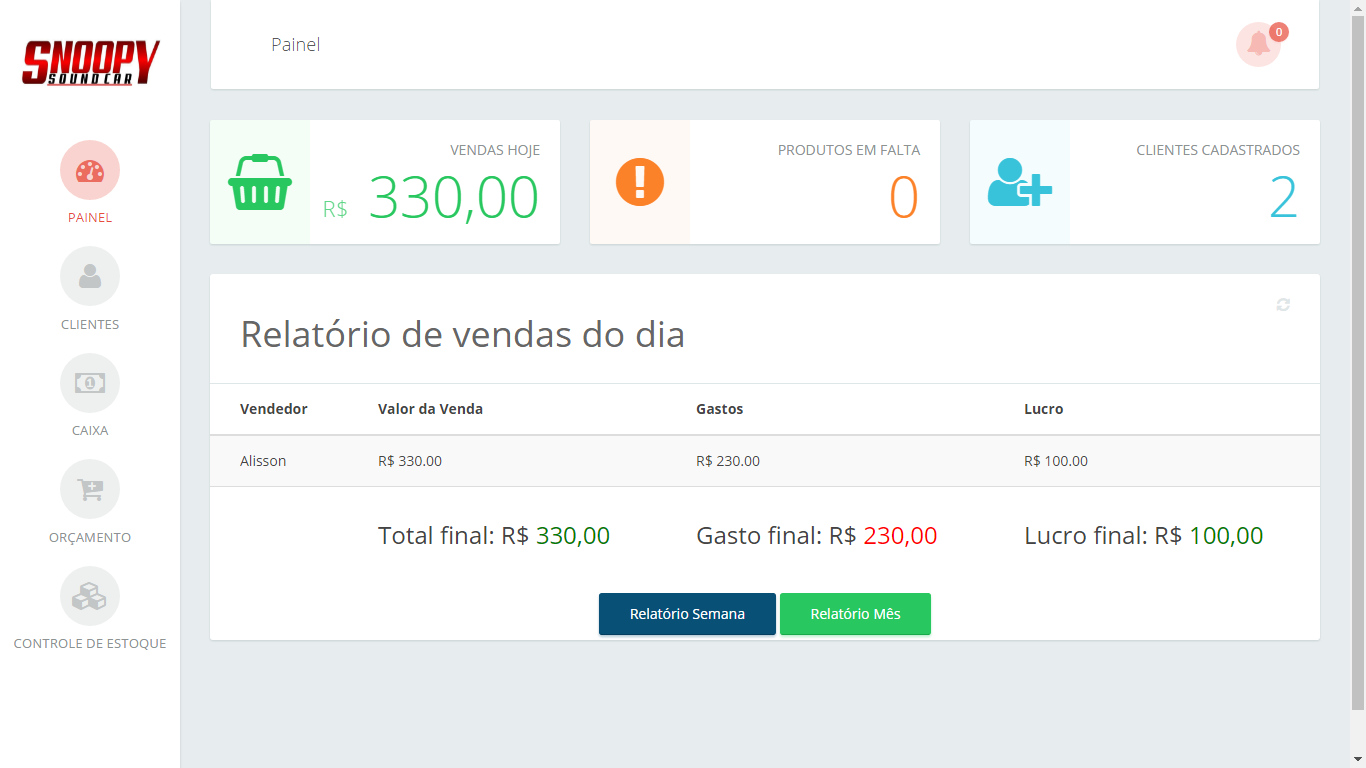 SNOOPY
SOUND CAR
PAINEL
CLIENTES
CAIXA
ORÇAMENTO
CONTROLE DE ESTOQUE
Painel
0
VENDAS HOJE
R$ 330,00
PRODUTOS EM FALTA
0
CLIENTES CADASTRADOS
2
Relatório de vendas do dia
Vendedor Valor da Venda Gastos Lucro
Alisson R$ 330.00 R$ 230.00 R$ 100.00
Total final: R$ 330,00 Gasto final: R$ 230,00 Lucro final: R$ 100,00
Relatório Semana Relatório Mês